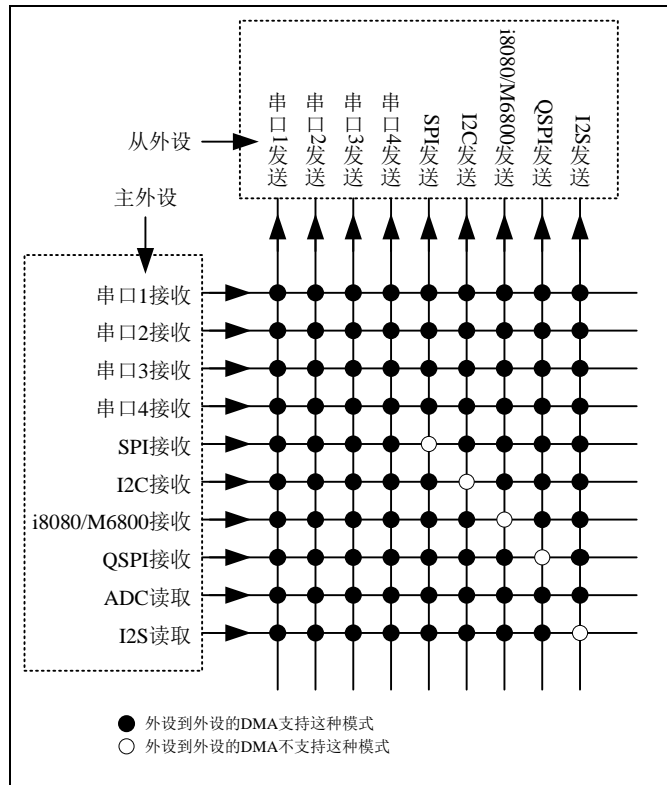 从外设
串口1发送
串口2发送
串口3发送
串口4发送
SPI发送
I2C发送
i8080/M6800发送
QSPI发送
I2S发送
主外设
串口1接收
串口2接收
串口3接收
串口4接收
SPI接收
I2C接收
i8080/M6800接收
QSPI接收
ADC读取
I2S读取
外设到外设的DMA支持这种模式
外设到外设的DMA不支持这种模式